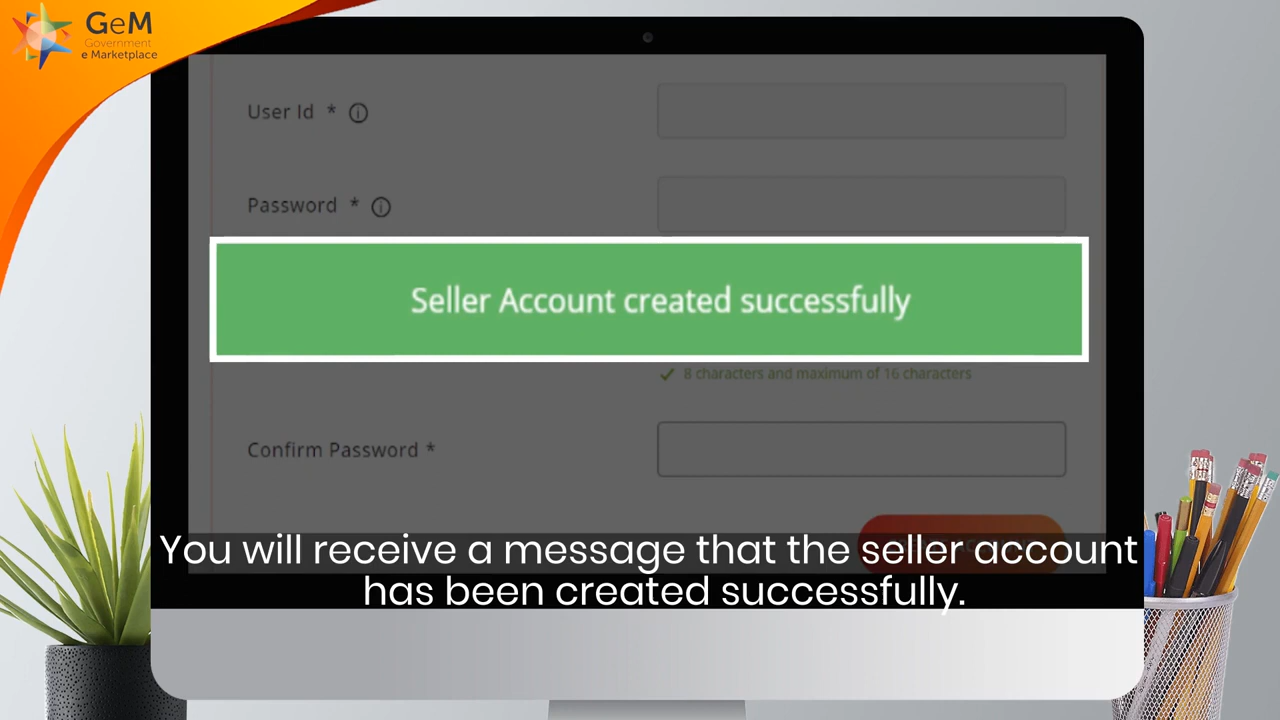 GeM
Government
e Marketplace
User Id *
Password *
Seller Account created successfully
8 characters and maximum of 16 characters
Confirm Password *
You will receive a message that the seller account
has been created successfully.